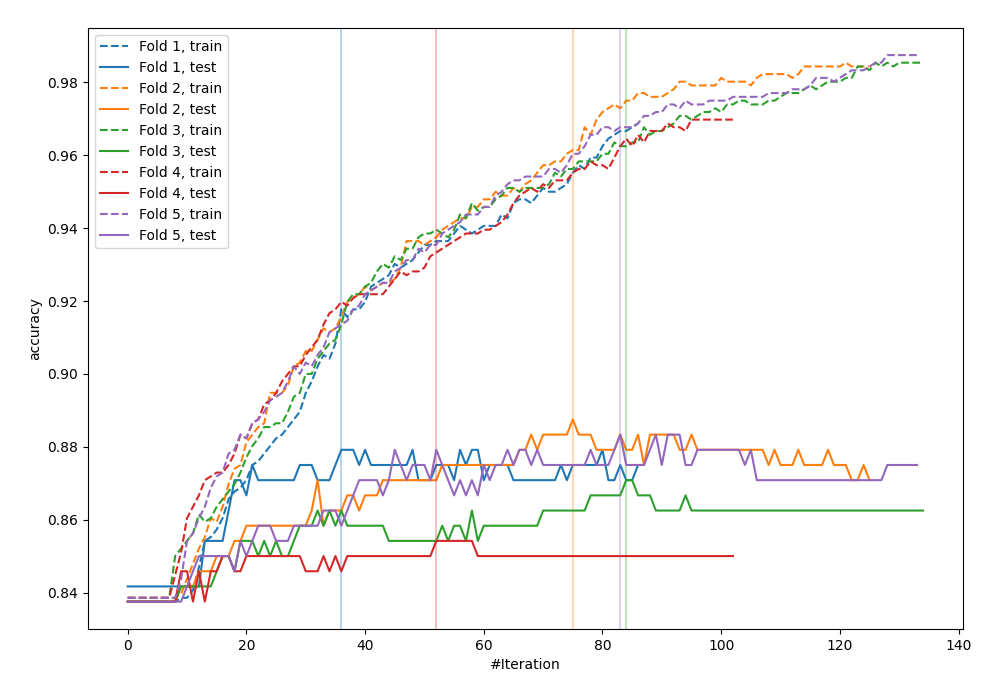 Fold 1, train
Fold 1, test
Fold 2, train
Fold 2, test
Fold 3, train
Fold 3, test
Fold 4, train
Fold 4, test
Fold 5, train
Fold 5, test
accuracy
0.98
0.96
0.94
0.92
0.90
0.88
0.86
0.84
0 20 40 60 80 100 120 140
#Iteration